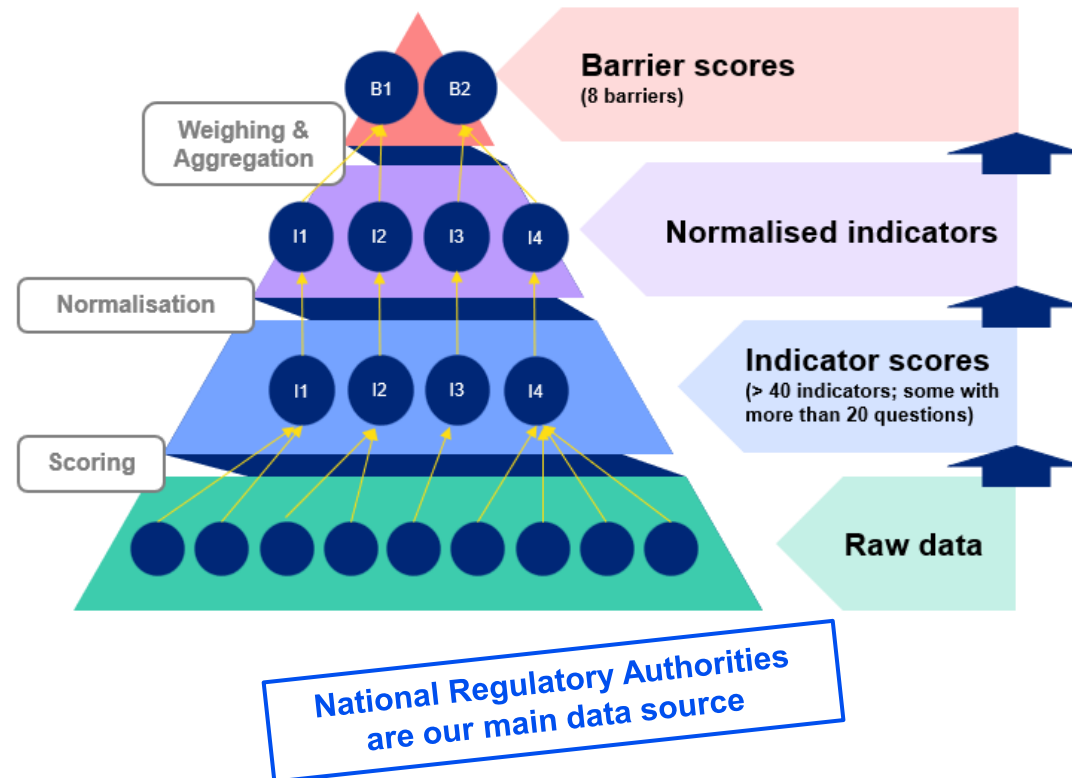 B1
B2
Barrier scores
(8 barriers)
Weighing &
Aggregation
I1
I2
I3
I4
Normalised indicators
Normalisation
I1
I2
I3
I4
Indicator scores
(> 40 indicators; some with
more than 20 questions)
Scoring
Raw data
National Regulatory Authorities
are our main data source